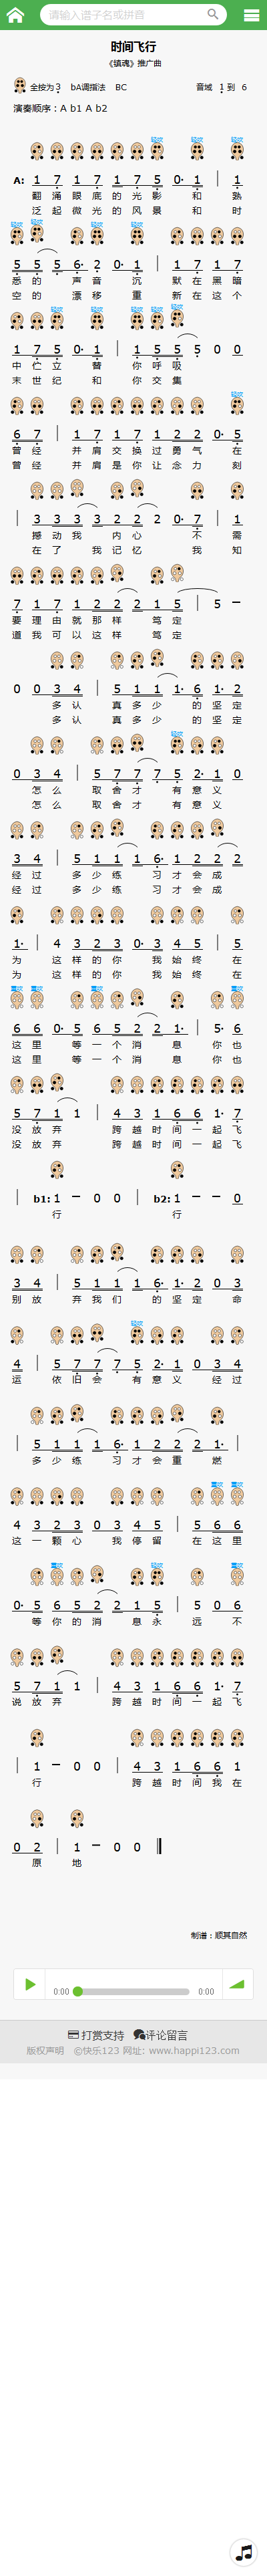 请输入谱子名或拼音
时间飞行
《镇魂》推广曲
全按为 3 bA调指法 BC 音域 1 到 6
演奏顺序：A b1 A b2
轻吹 轻吹 轻吹
A: 1 7 1 7 1 7 5 0· 1 | 1 5
翻 涌 眼 底 的 光 影 和 熟
泛 起 微 光 的 风 景 和 时
5 5 5 6· 2 0· 1 | 1 7 1 7
悉 的 声 音 沉 默 在 黑 暗
空 的 漂 移 重 新 在 这 个
1 7 5 0· 1 | 1 5 5 5 0 0
中 伫 立 替 你 呼 吸
末 世 纪 和 你 交 集
6 7 | 1 7 1 7 1 2 2 0· 5
曾 经 并 肩 交 换 过 勇 气 在
曾 经 并 肩 是 你 让 念 力 刻
| 3 3 3 3 2 2 2 0· 7 | 1
撼 动 我 内 心 不 需
在 了 我 记 忆 我 知
7 1 7 1 2 2 2 1 5 | 5 –
要 理 由 就 那 样 笃 定
道 我 可 以 这 样 笃 定
0 0 3 4 | 5 1 1 1· 6 1· 2
多 认 真 多 少 的 坚 定
多 认 真 多 少 的 坚 定
0 3 4 | 5 7 7 7 5 2· 1 0
怎 么 取 舍 才 有 意 义
怎 么 取 舍 才 有 意 义
3 4 | 5 1 1 1 6· 1 2 2 2
经 过 多 少 练 习 才 会 成
经 过 多 少 练 习 才 会 成
1· | 4 3 2 3 0· 3 4 5 | 5
为 这 样 的 你 我 始 终 在
为 这 样 的 你 我 始 终 在
6 6 0· 5 6 5 2 2 1· | 5· 6
这 里 等 一 个 消 息 你 也
这 里 等 一 个 消 息 你 也
5 7 1 1 | 4 3 1 6 6 1· 7
没 放 弃 跨 越 时 间 一 起 飞
没 放 弃 跨 越 时 间 一 起 飞
| b1: 1 – 0 0 | b2: 1 – – 0
行 行
3 4 | 5 1 1 1 6· 1· 2 0 3
别 放 弃 我 们 的 坚 定 命
4 | 5 7 7 7 5 2· 1 0 3 4
运 依 旧 会 有 意 义 经 过
| 5 1 1 1 6· 1 2 2 2 1· |
多 少 练 习 才 会 重 燃
4 3 2 3 0 3 4 5 | 5 6 6
这 一 颗 心 我 停 留 在 这 里
0· 5 6 5 2 2 1 5 | 5 0 6
等 你 的 消 息 永 远 不
5 7 1 1 | 4 3 1 6 6 1· 7
说 放 弃 跨 越 时 间 一 起 飞
| 1 – 0 0 | 4 3 1 6 6 1
行 跨 越 时 间 我 在
0 2 | 1 – 0 0
原 地
制谱：顺其自然
0:00 0:00
打赏支持 评论留言
版权声明 ©快乐123 网址: www.happi123.com